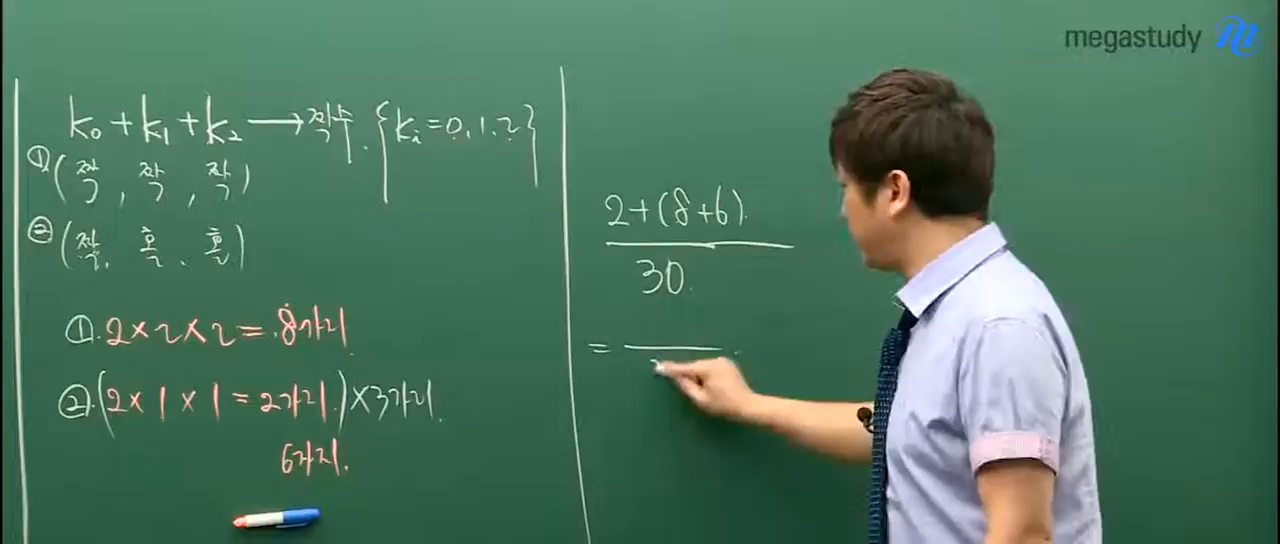 megastudy
k₀ + k₁ + k₂ → 짝수. {kᵢ = 0, 1, 2}
① (짝, 짝, 짝)
② (짝, 홀, 홀)
①. 2 × 2 × 2 = 8가지
②. (2 × 1 × 1 = 2가지.) × 3가지.
6가지.
2+(8+6)
30.
=